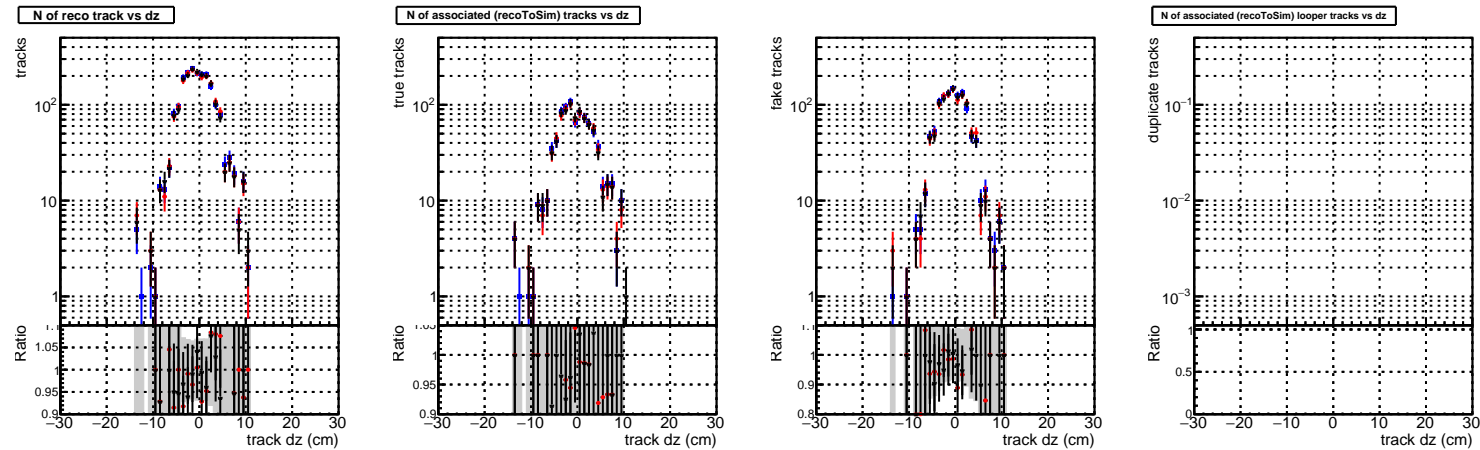 N of reco track vs dz
tracks
10²
10
1
Ratio
1.05
1
0.95
0.9
−30 −20 −10 0 10 20 30
track dz (cm)
N of associated (recoToSim) tracks vs dz
true tracks
10²
10
1
Ratio
1
0.95
0.9
−30 −20 −10 0 10 20 30
track dz (cm)
fake tracks
10²
10
1
Ratio
1
0.9
0.8
−30 −20 −10 0 10 20 30
track dz (cm)
N of associated (recoToSim) looper tracks vs dz
duplicate tracks
10⁻¹
10⁻²
10⁻³
Ratio
1
0.5
0
−30 −20 −10 0 10 20 30
track dz (cm)